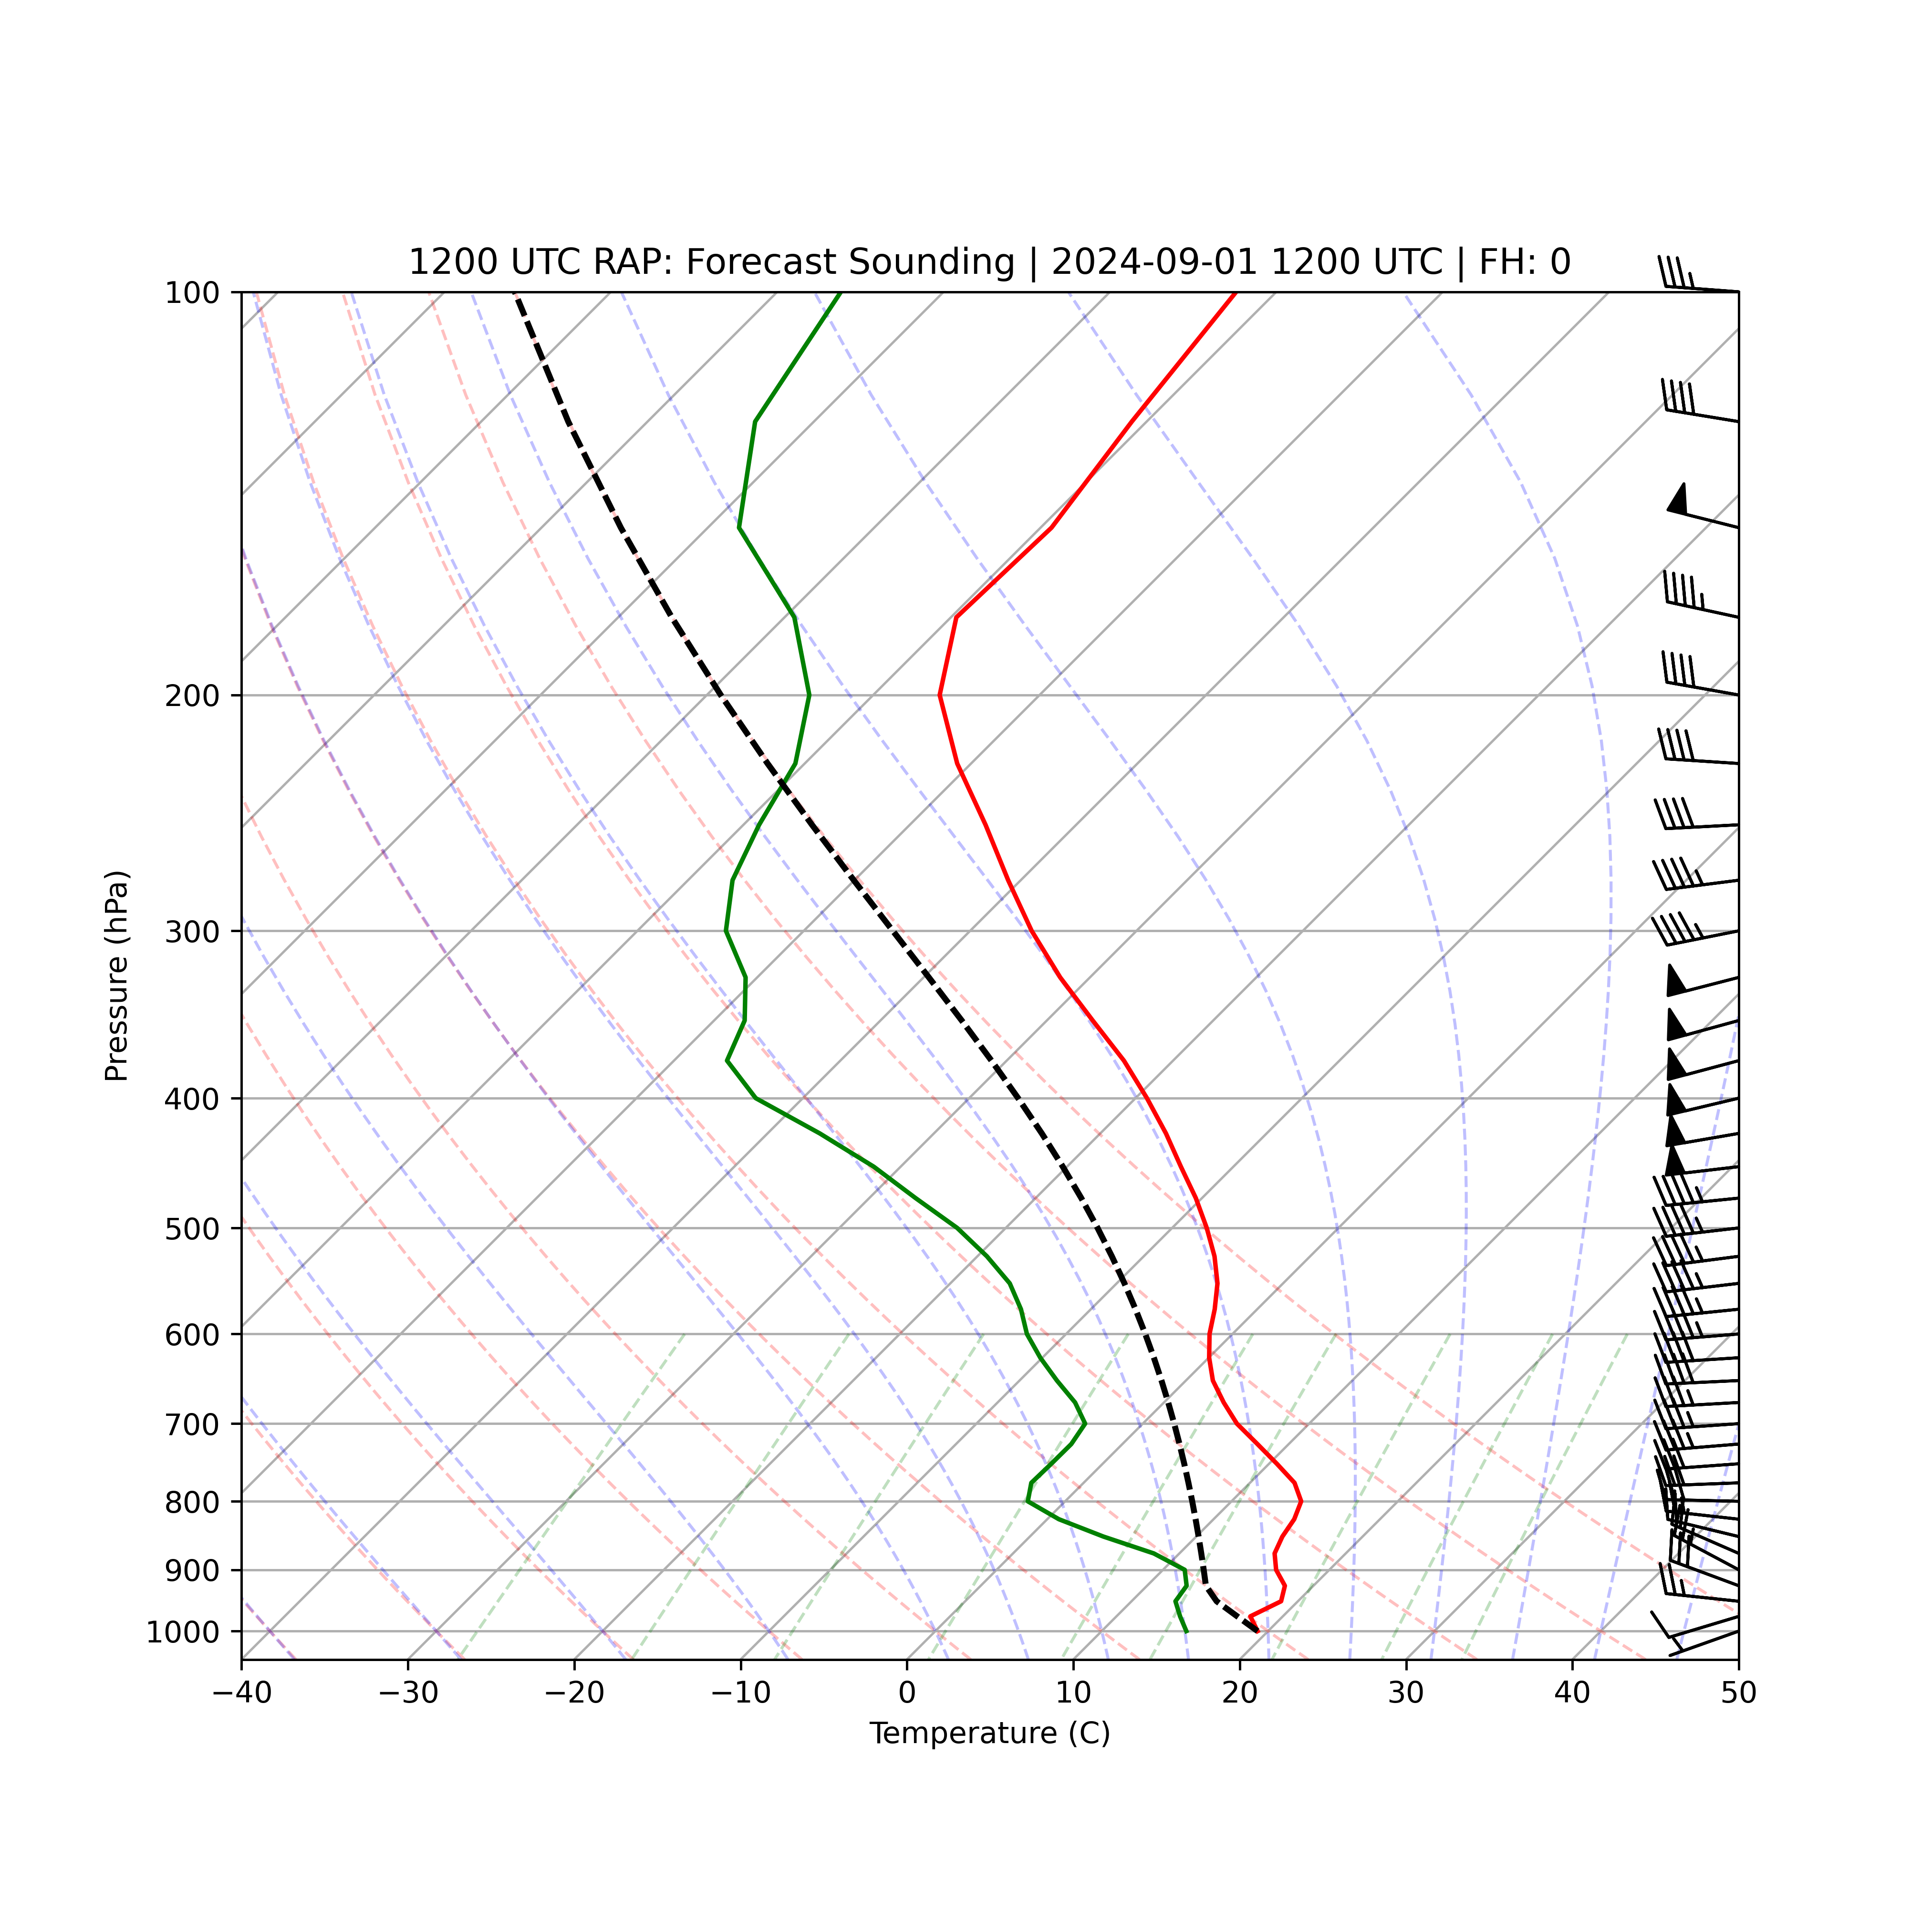 1200 UTC RAP: Forecast Sounding | 2024-09-01 1200 UTC | FH: 0
100
200
300
400
500
600
700
800
900
1000
Pressure (hPa)
−40 −30 −20 −10 0 10 20 30 40 50
Temperature (C)